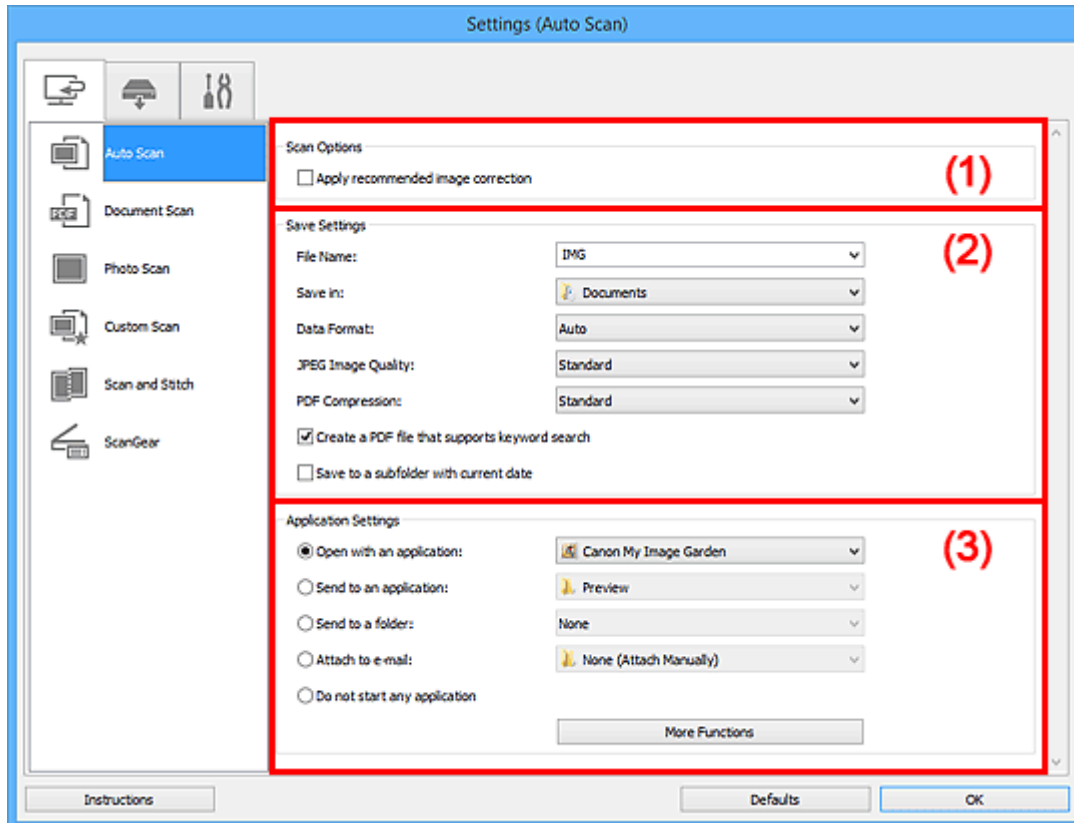 Settings (Auto Scan)
Auto Scan
Document Scan
Photo Scan
Custom Scan
Scan and Stitch
ScanGear
Scan Options
Apply recommended image correction
(1)
Save Settings
(2)
File Name: IMG
Save in: Documents
Data Format: Auto
JPEG Image Quality: Standard
PDF Compression: Standard
Create a PDF file that supports keyword search
Save to a subfolder with current date
Application Settings
(3)
Open with an application: Canon My Image Garden
Send to an application: Preview
Send to a folder: None
Attach to e-mail: None (Attach Manually)
Do not start any application
More Functions
Instructions Defaults OK